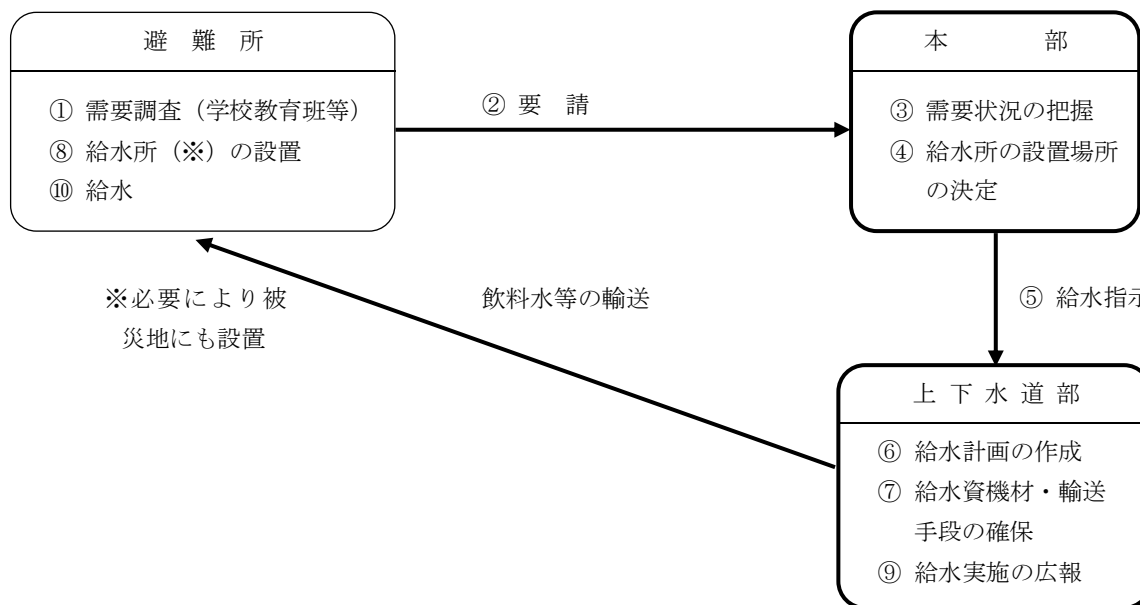 避 難 所
① 需要調査（学校教育班等）
⑧ 給水所（※）の設置
⑩ 給水
② 要 請
本 部
③ 需要状況の把握
④ 給水所の設置場所
の決定
※必要により被
災地にも設置
飲料水等の輸送
⑤ 給水指示
上 下 水 道 部
⑥ 給水計画の作成
⑦ 給水資機材・輸送
手段の確保
⑨ 給水実施の広報